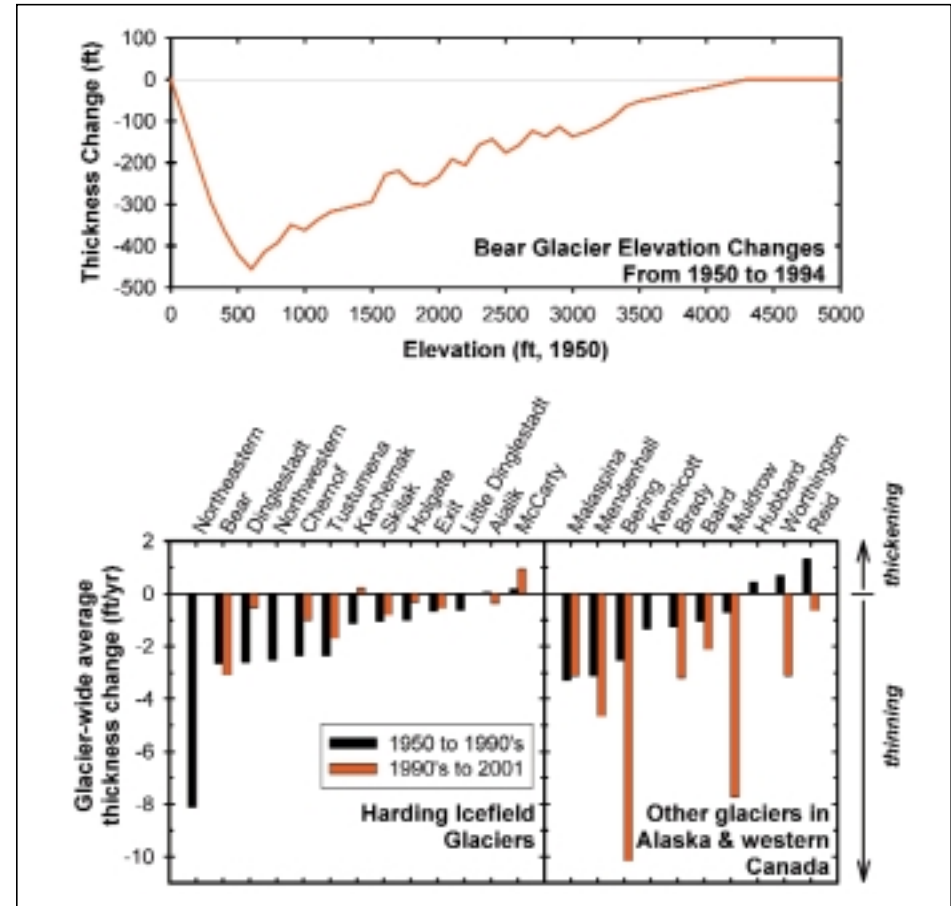 100
0
-100
-200
-300
-400
-500
Thickness Change (ft)
Bear Glacier Elevation Changes
From 1950 to 1994
0 500 1000 1500 2000 2500 3000 3500 4000 4500 5000
Elevation (ft, 1950)
Northeastern
Bear
Dinglestadt
Northwestern
Chernof
Tustumena
Kachemak
Skilak
Holgate
Exit
Little Dinglestadt
Aialik
McCarty
Malaspina
Mendenhall
Bering
Kennicott
Brady
Baird
Muldrow
Hubbard
Worthington
Reid
2
0
-2
-4
-6
-8
-10
Glacier-wide average
thickness change (ft/yr)
1950 to 1990's
1990's to 2001
Harding Icefield
Glaciers
Other glaciers in
Alaska & western
Canada
thickening
thinning